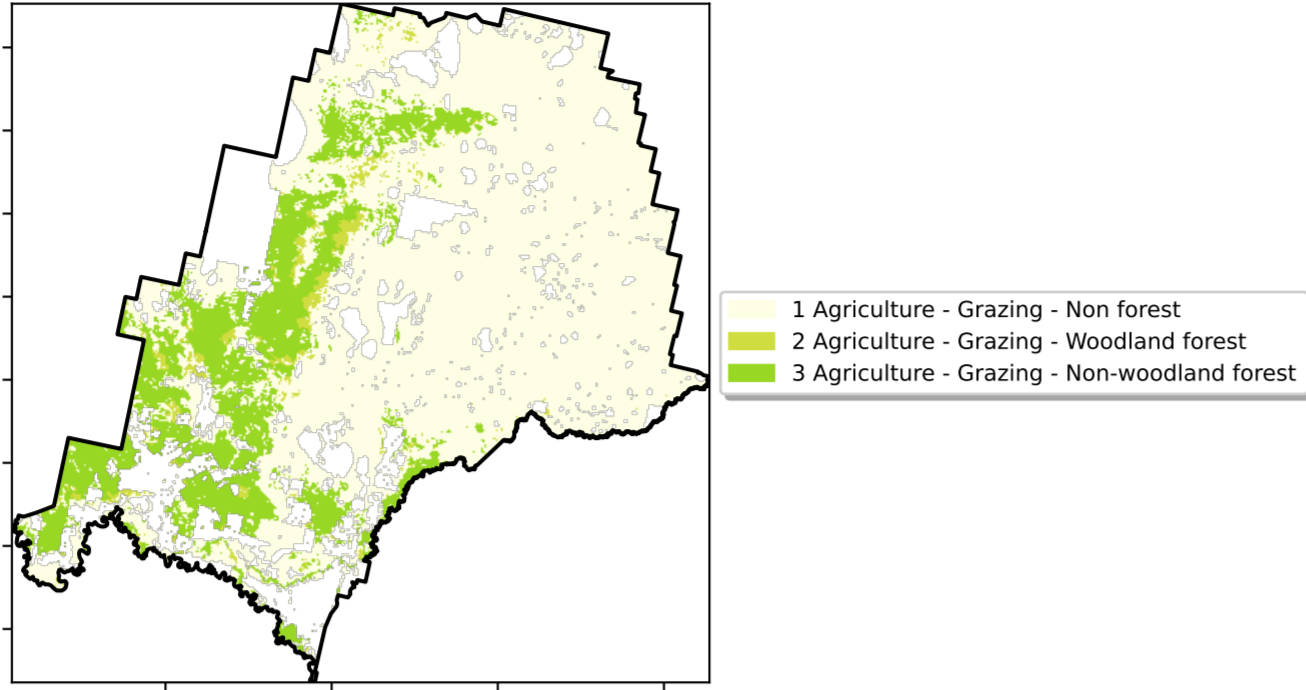 1 Agriculture - Grazing - Non forest
2 Agriculture - Grazing - Woodland forest
3 Agriculture - Grazing - Non-woodland forest